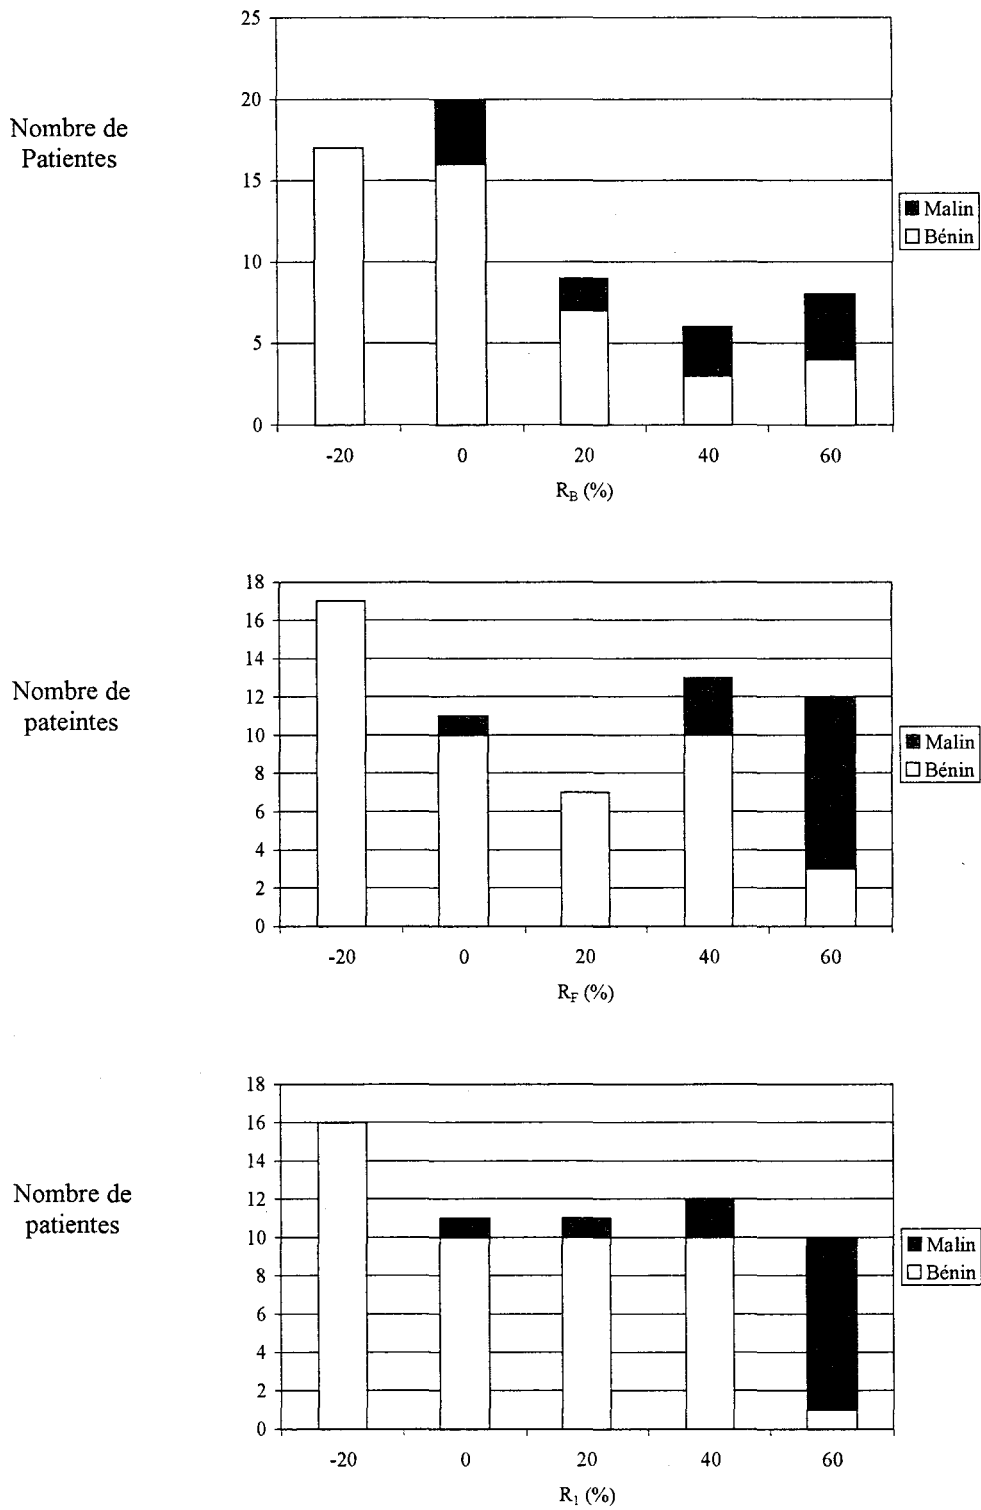 25
20
15
10
5
0
Nombre de
Patientes
Malin
Bénin
-20 0 20 40 60
R_B (%)
18
16
14
12
10
8
6
4
2
0
Nombre de
pateintes
Malin
Bénin
-20 0 20 40 60
R_F (%)
18
16
14
12
10
8
6
4
2
0
Nombre de
patientes
Malin
Bénin
-20 0 20 40 60
R_1 (%)